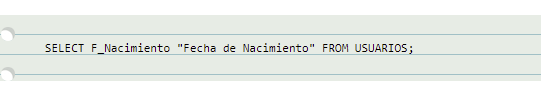 SELECT F_Nacimiento "Fecha de Nacimiento" FROM USUARIOS;